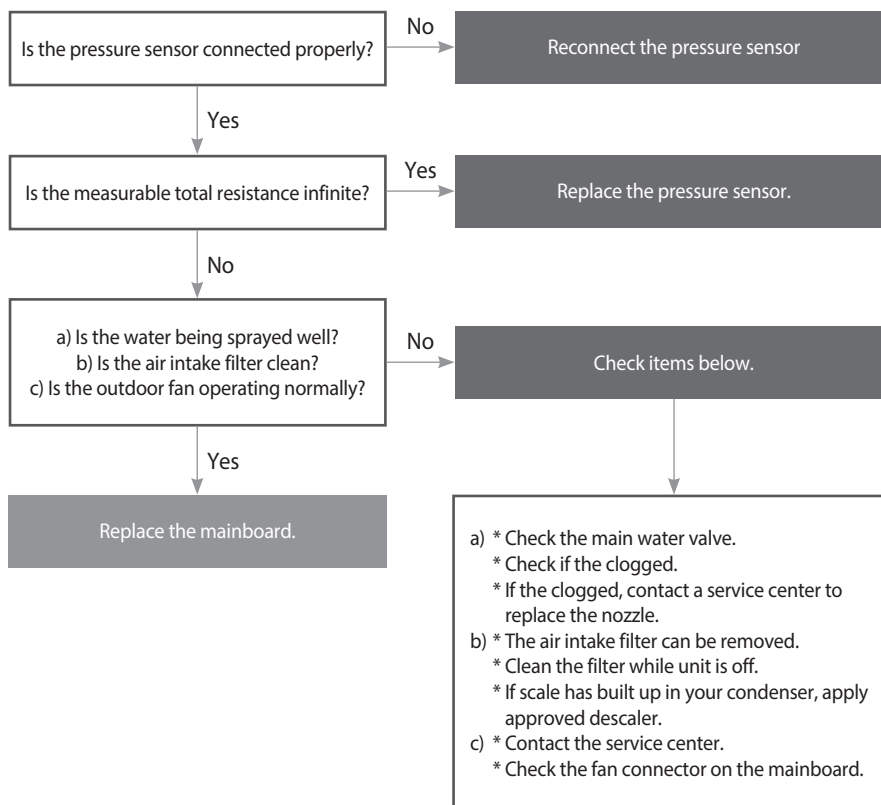 Is the pressure sensor connected properly?
No
Reconnect the pressure sensor
Yes
Is the measurable total resistance infinite?
Yes
Replace the pressure sensor.
No
a) Is the water being sprayed well?
b) Is the air intake filter clean?
c) Is the outdoor fan operating normally?
No
Check items below.
Yes
Replace the mainboard.
a) * Check the main water valve.
* Check if the clogged.
* If the clogged, contact a service center to
replace the nozzle.
b) * The air intake filter can be removed.
* Clean the filter while unit is off.
* If scale has built up in your condenser, apply
approved descaler.
c) * Contact the service center.
* Check the fan connector on the mainboard.